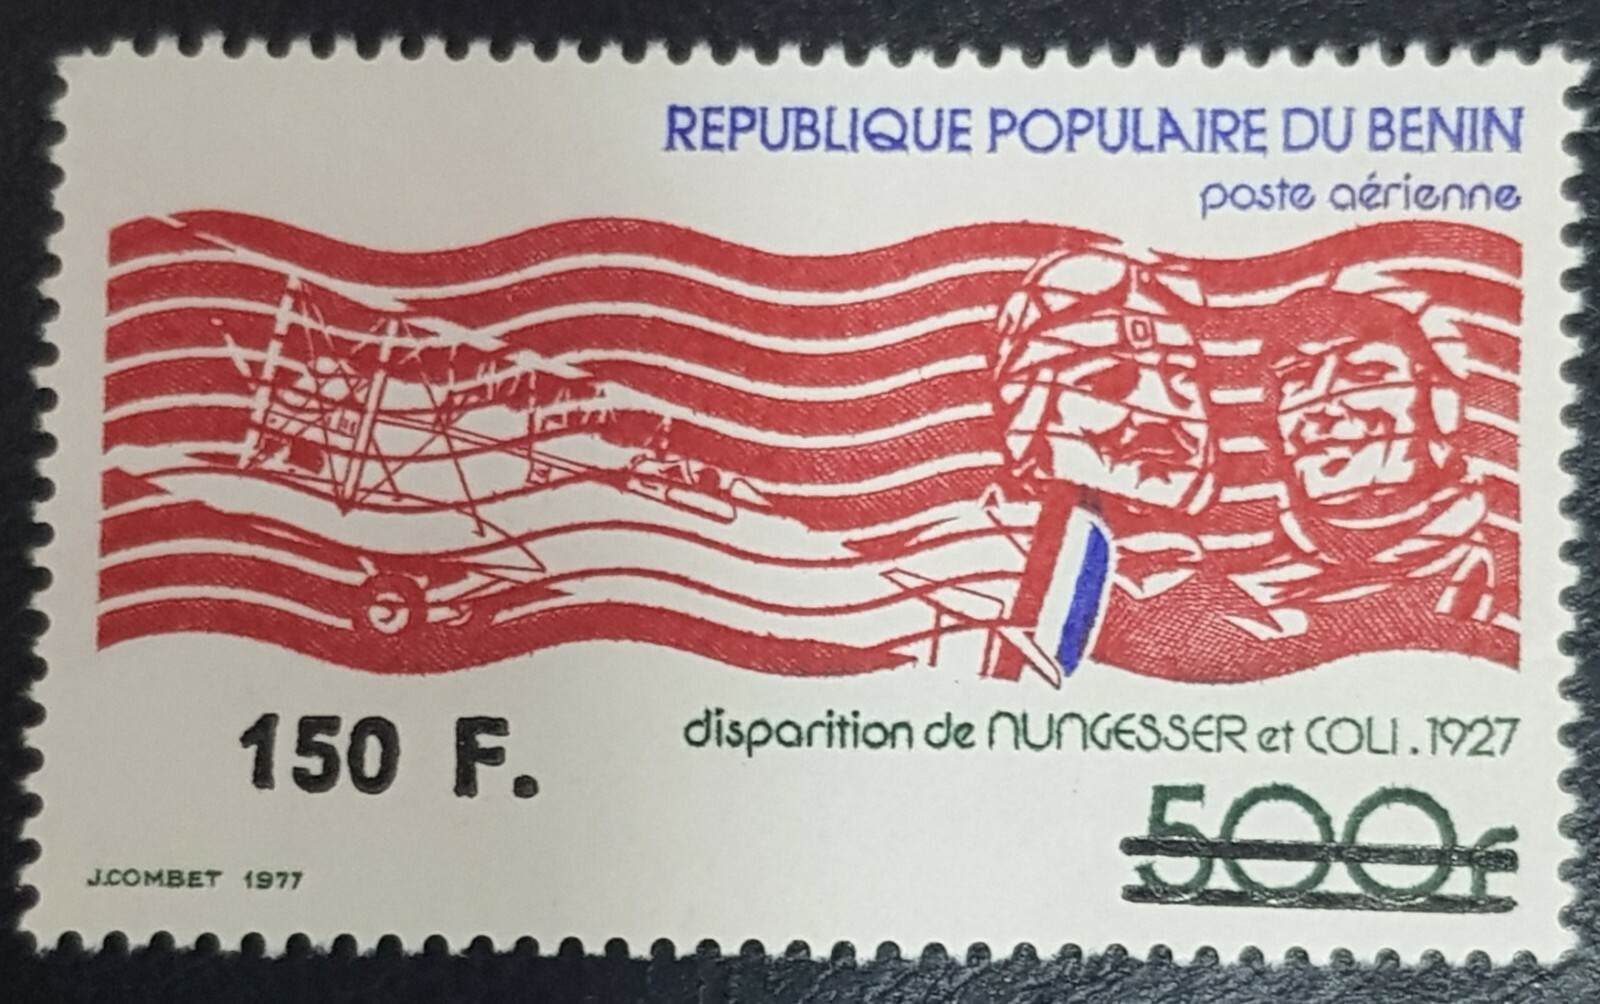 REPUBLIQUE POPULAIRE DU BENIN
poste aérienne
disparition de NUNGESSER et COLI. 1927
150 F.
500f
J.COMBET 1977